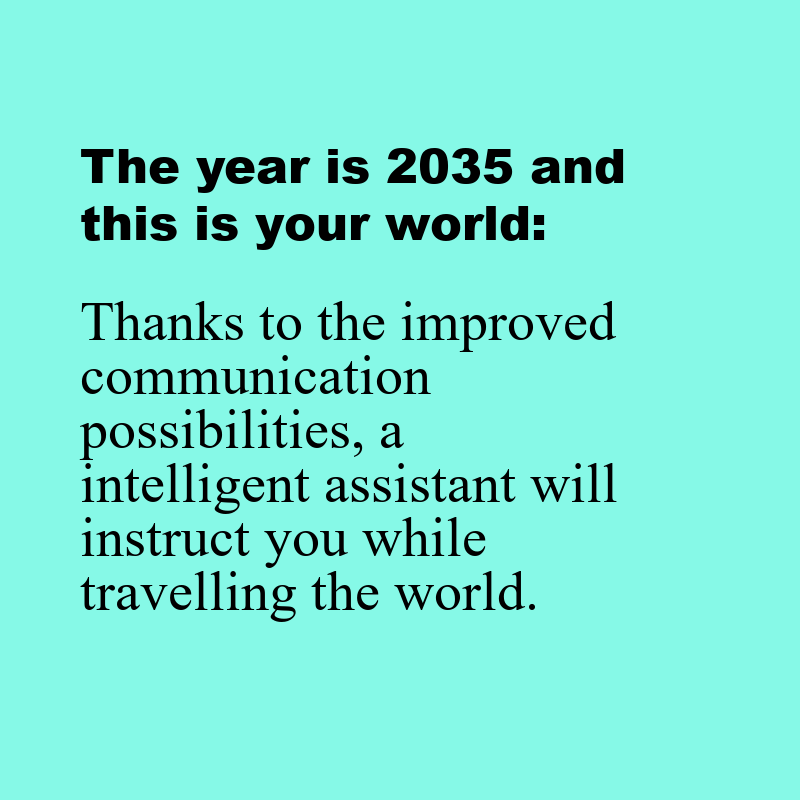 The year is 2035 and
this is your world:
Thanks to the improved
communication
possibilities, a
intelligent assistant will
instruct you while
travelling the world.